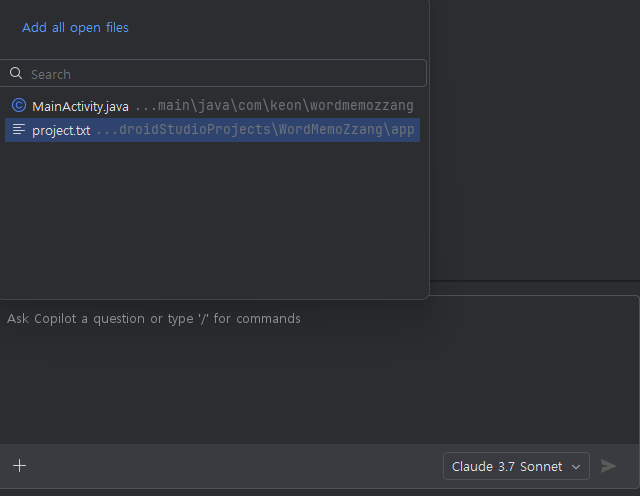 Add all open files
Search
MainActivity.java ...main\java\com\keon\wordmemozzang
project.txt ...droidStudioProjects\WordMemoZzang\app
Ask Copilot a question or type '/' for commands
Claude 3.7 Sonnet